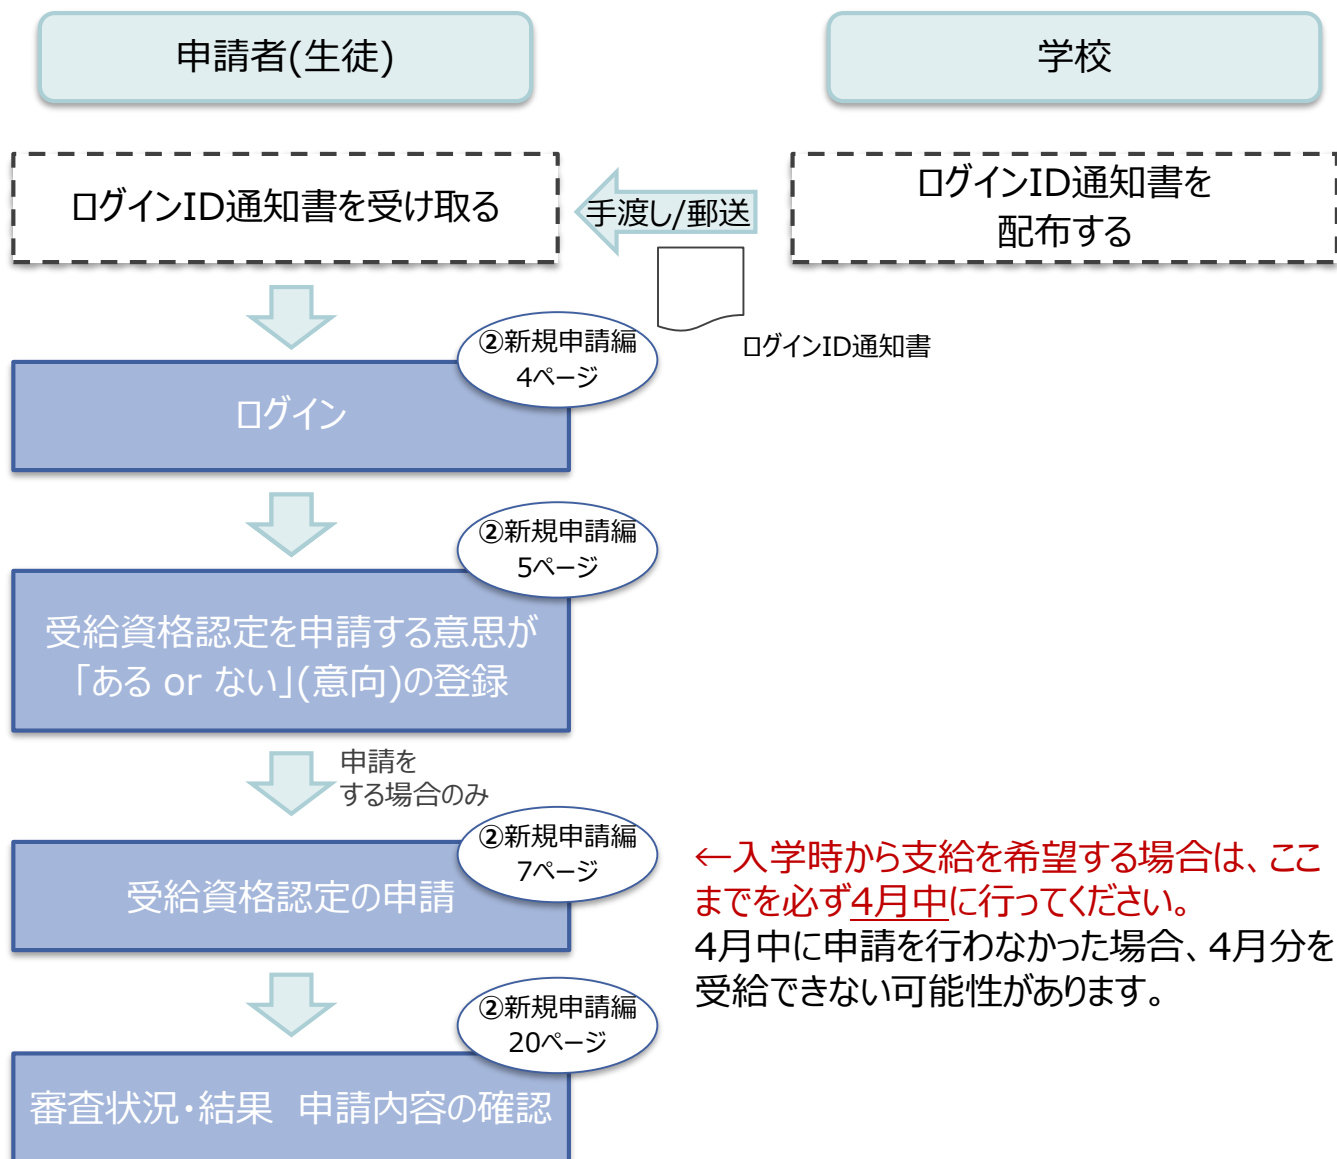 申請者(生徒)
学校
ログインID通知書を受け取る
手渡し/郵送
ログインID通知書を
配布する
ログインID通知書
②新規申請編
4ページ
ログイン
②新規申請編
5ページ
受給資格認定を申請する意思が
「ある or ない」(意向)の登録
申請を
する場合のみ
②新規申請編
7ページ
受給資格認定の申請
←入学時から支給を希望する場合は、ここ
までを必ず4月中に行ってください。
4月中に申請を行わなかった場合、4月分を
受給できない可能性があります。
②新規申請編
20ページ
審査状況・結果　申請内容の確認